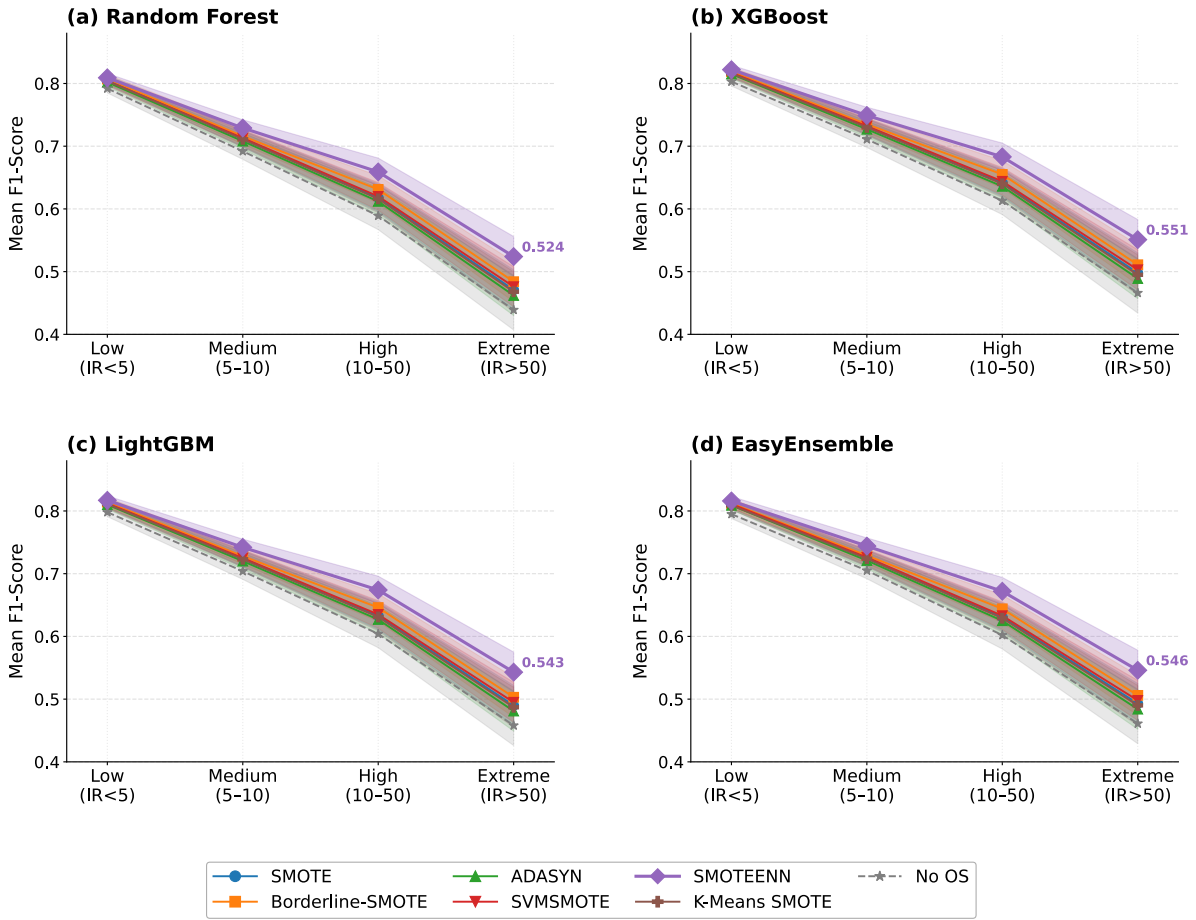 (a) Random Forest
Mean F1-Score
0.8
0.7
0.6
0.5
0.4
0.524
Low
(IR<5)
Medium
(5–10)
High
(10–50)
Extreme
(IR>50)
(b) XGBoost
Mean F1-Score
0.8
0.7
0.6
0.5
0.4
0.551
Low
(IR<5)
Medium
(5–10)
High
(10–50)
Extreme
(IR>50)
(c) LightGBM
Mean F1-Score
0.8
0.7
0.6
0.5
0.4
0.543
Low
(IR<5)
Medium
(5–10)
High
(10–50)
Extreme
(IR>50)
(d) EasyEnsemble
Mean F1-Score
0.8
0.7
0.6
0.5
0.4
0.546
Low
(IR<5)
Medium
(5–10)
High
(10–50)
Extreme
(IR>50)
SMOTE
Borderline-SMOTE
ADASYN
SVMSMOTE
SMOTEENN
K-Means SMOTE
No OS